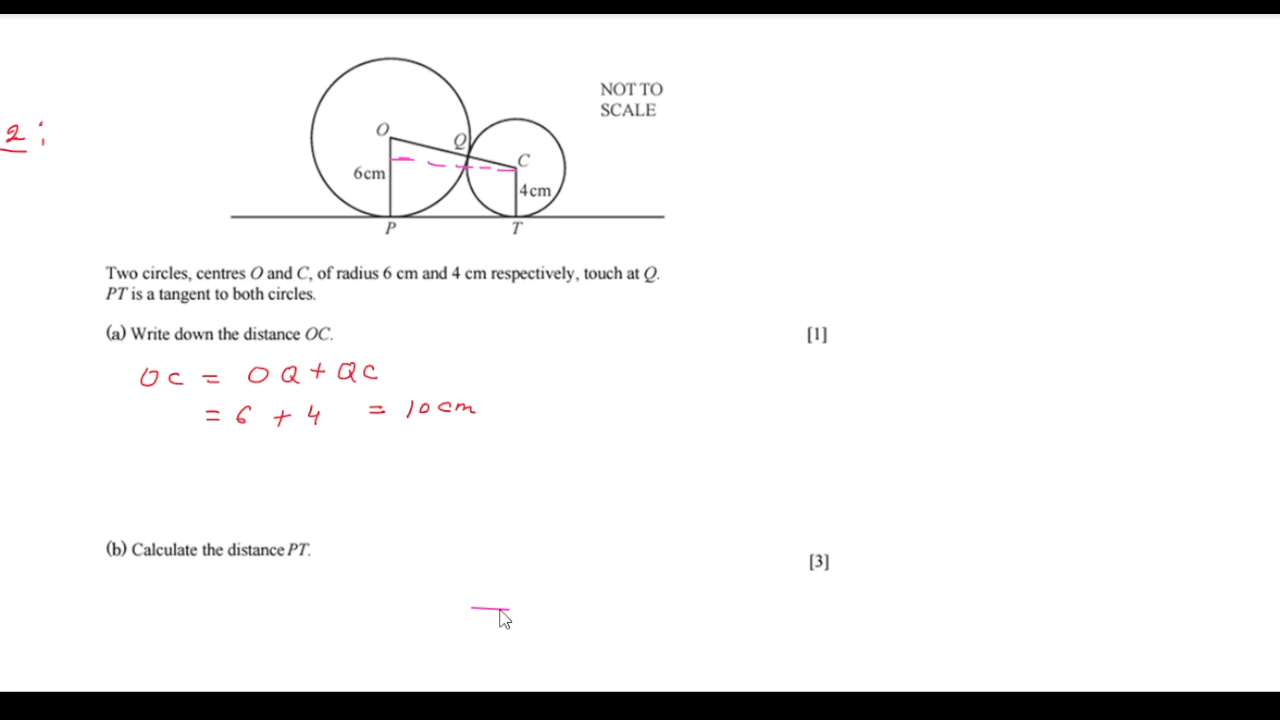 2 :
NOT TO
SCALE
O
Q
C
6cm
4cm
P
T
Two circles, centres O and C, of radius 6 cm and 4 cm respectively, touch at Q.
PT is a tangent to both circles.
(a) Write down the distance OC. [1]
OC = OQ + QC
= 6 + 4 = 10cm
(b) Calculate the distance PT. [3]